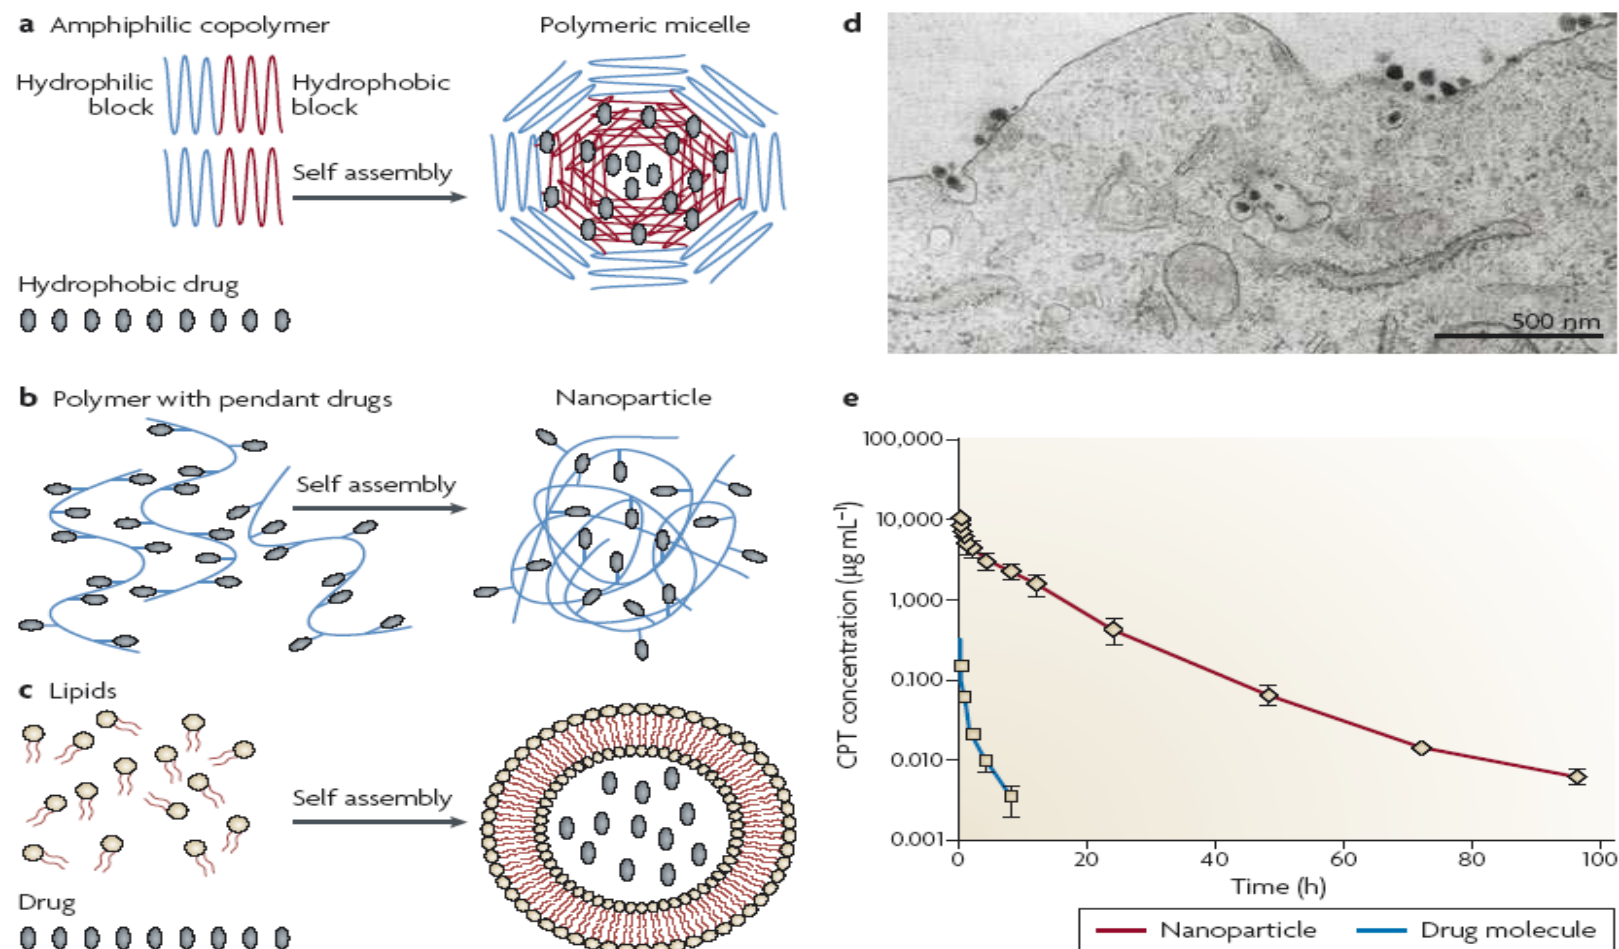 a Amphiphilic copolymer
Polymeric micelle
Hydrophilic
block
Hydrophobic
block
Self assembly
Hydrophobic drug
b Polymer with pendant drugs
Nanoparticle
Self assembly
c Lipids
Self assembly
Drug
d
500 nm
e
CPT concentration (µg mL⁻¹)
100,000
10,000
1,000
0.100
0.010
0.001
0 20 40 60 80 100
Time (h)
Nanoparticle Drug molecule